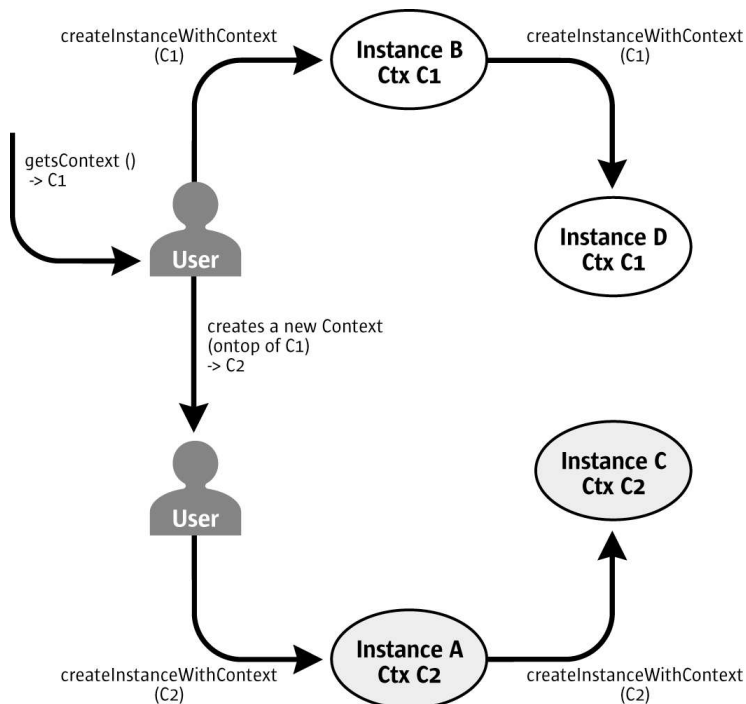 createInstanceWithContext
(C1)
Instance B
Ctx C1
createInstanceWithContext
(C1)
getsContext ()
-> C1
User
Instance D
Ctx C1
creates a new Context
(ontop of C1)
-> C2
User
Instance C
Ctx C2
createInstanceWithContext
(C2)
Instance A
Ctx C2
createInstanceWithContext
(C2)